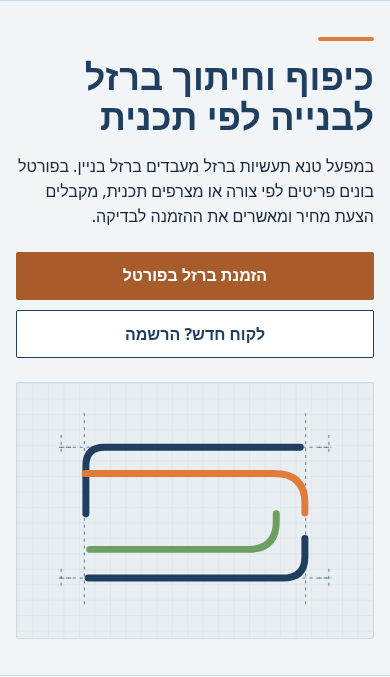 כיפוף וחיתוך ברזל
לבנייה לפי תכנית
במפעל טנא תעשיות ברזל מעבדים ברזל בניין. בפורטל
בונים פריטים לפי צורה או מצרפים תכנית, מקבלים
הצעת מחיר ומאשרים את ההזמנה לבדיקה.
הזמנת ברזל בפורטל
לקוח חדש? הרשמה